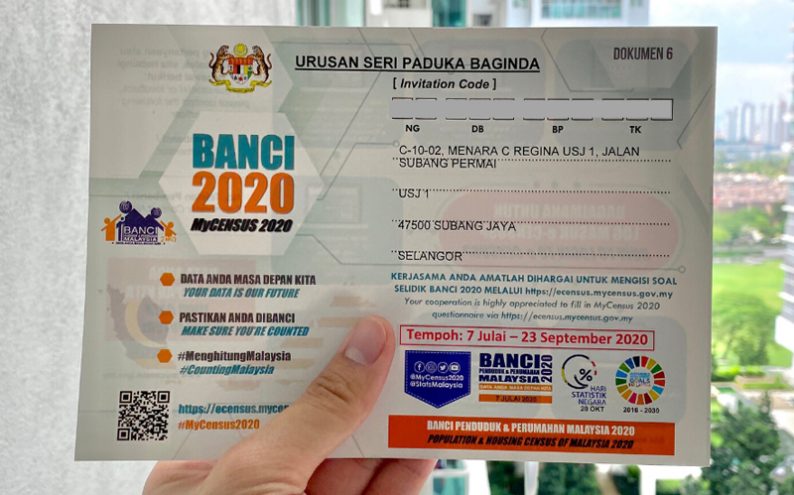 DOKUMEN 6
URUSAN SERI PADUKA BAGINDA
[ Invitation Code ]
NG DB BP TK
C-10-02, MENARA C REGINA USJ 1, JALAN
SUBANG PERMAI
USJ 1
47500 SUBANG JAYA
SELANGOR
BANCI
2020
MyCENSUS 2020
BANCI
MALAYSIA
DATA ANDA MASA DEPAN KITA
YOUR DATA IS OUR FUTURE
PASTIKAN ANDA DIBANCI
MAKE SURE YOU'RE COUNTED
#MenghitungMalaysia
#CountingMalaysia
https://ecensus.mycen
#MyCensus2020
KERJASAMA ANDA AMATLAH DIHARGAI UNTUK MENGISI SOAL
SELIDIK BANCI 2020 MELALUI https://ecensus.mycensus.gov.my
Your cooperation is highly appreciated to fill in MyCensus 2020
questionnaire via https://ecensus.mycensus.gov.my
Tempoh: 7 Julai – 23 September 2020
@MyCensus2020
@StatsMalaysia
BANCI
PENDUDUK & PERUMAHAN
MALAYSIA
2020
DATA ANDA MASA DEPAN KITA
7 JULAI 2020
HARI
STATISTIK
NEGARA
20 OKT
2016 - 2030
BANCI PENDUDUK & PERUMAHAN MALAYSIA 2020
POPULATION & HOUSING CENSUS OF MALAYSIA 2020